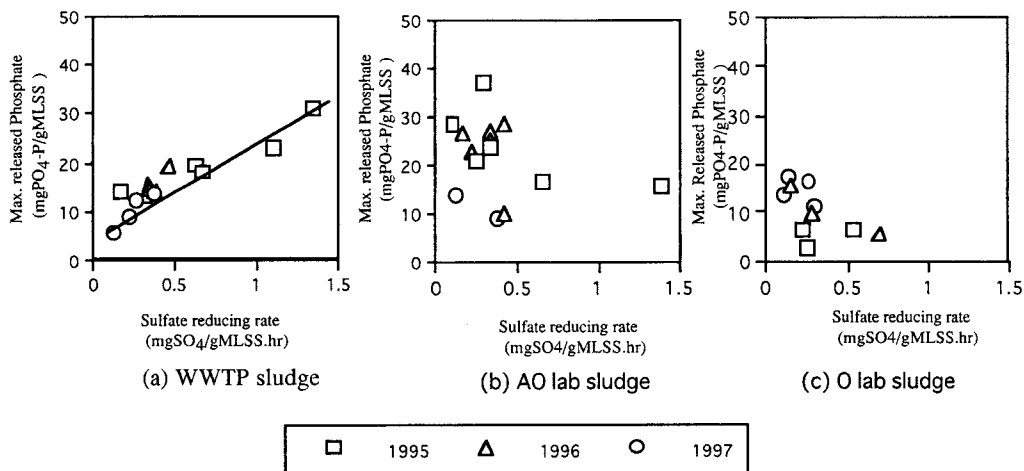 Max. released Phosphate
(mgPO4-P/gMLSS)
50
40
30
20
10
0
0 0.5 1 1.5
Sulfate reducing rate
(mgSO4/gMLSS.hr)
(a) WWTP sludge
Max. released Phosphate
(mgPO4-P/gMLSS)
50
40
30
20
10
0
0 0.5 1 1.5
Sulfate reducing rate
(mgSO4/gMLSS.hr)
(b) AO lab sludge
Max. Released Phosphate
(mgPO4-P/gMLSS)
50
40
30
20
10
0
0 0.5 1 1.5
Sulfate reducing rate
(mgSO4/gMLSS.hr)
(c) O lab sludge
1995 1996 1997